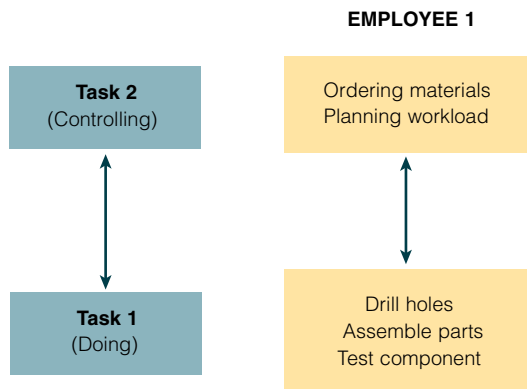 EMPLOYEE 1
Task 2
(Controlling)
Ordering materials
Planning workload
Task 1
(Doing)
Drill holes
Assemble parts
Test component